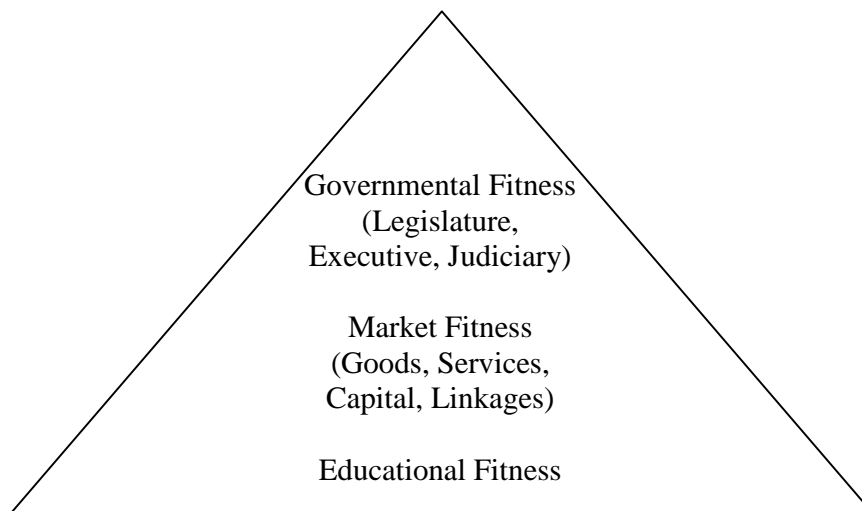 Governmental Fitness
(Legislature,
Executive, Judiciary)
Market Fitness
(Goods, Services,
Capital, Linkages)
Educational Fitness